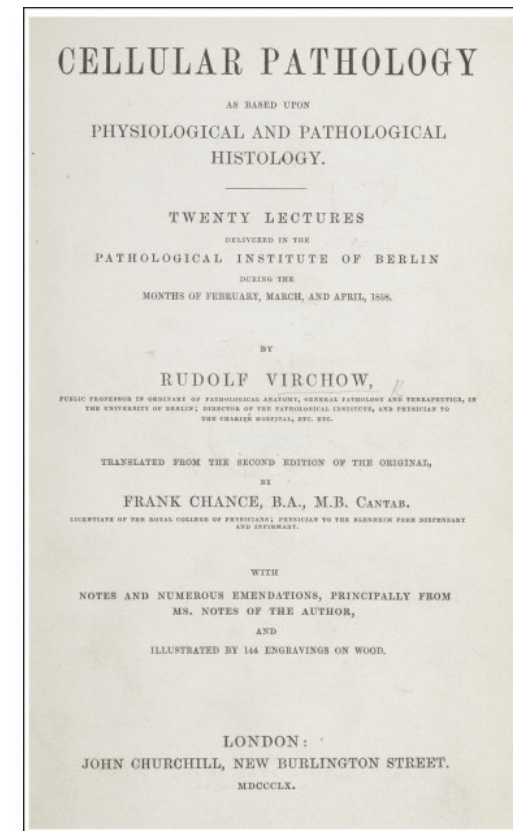 CELLULAR PATHOLOGY
AS BASED UPON
PHYSIOLOGICAL AND PATHOLOGICAL
HISTOLOGY.
TWENTY LECTURES
DELIVERED IN THE
PATHOLOGICAL INSTITUTE OF BERLIN
DURING THE
MONTHS OF FEBRUARY, MARCH, AND APRIL, 1858.
BY
RUDOLF VIRCHOW,
PUBLIC PROFESSOR IN ORDINARY OF PATHOLOGICAL ANATOMY, GENERAL PATHOLOGY AND THERAPEUTICS, IN
THE UNIVERSITY OF BERLIN; DIRECTOR OF THE PATHOLOGICAL INSTITUTE, AND PHYSICIAN TO
THE CHARITÉ HOSPITAL, ETC. ETC.
TRANSLATED FROM THE SECOND EDITION OF THE ORIGINAL,
BY
FRANK CHANCE, B.A., M.B. CANTAB.
LICENTIATE OF THE ROYAL COLLEGE OF PHYSICIANS; PHYSICIAN TO THE BLENHEIM FREE DISPENSARY
AND INFIRMARY.
WITH
NOTES AND NUMEROUS EMENDATIONS, PRINCIPALLY FROM
MS. NOTES OF THE AUTHOR,
AND
ILLUSTRATED BY 144 ENGRAVINGS ON WOOD.
LONDON:
JOHN CHURCHILL, NEW BURLINGTON STREET.
MDCCCLX.